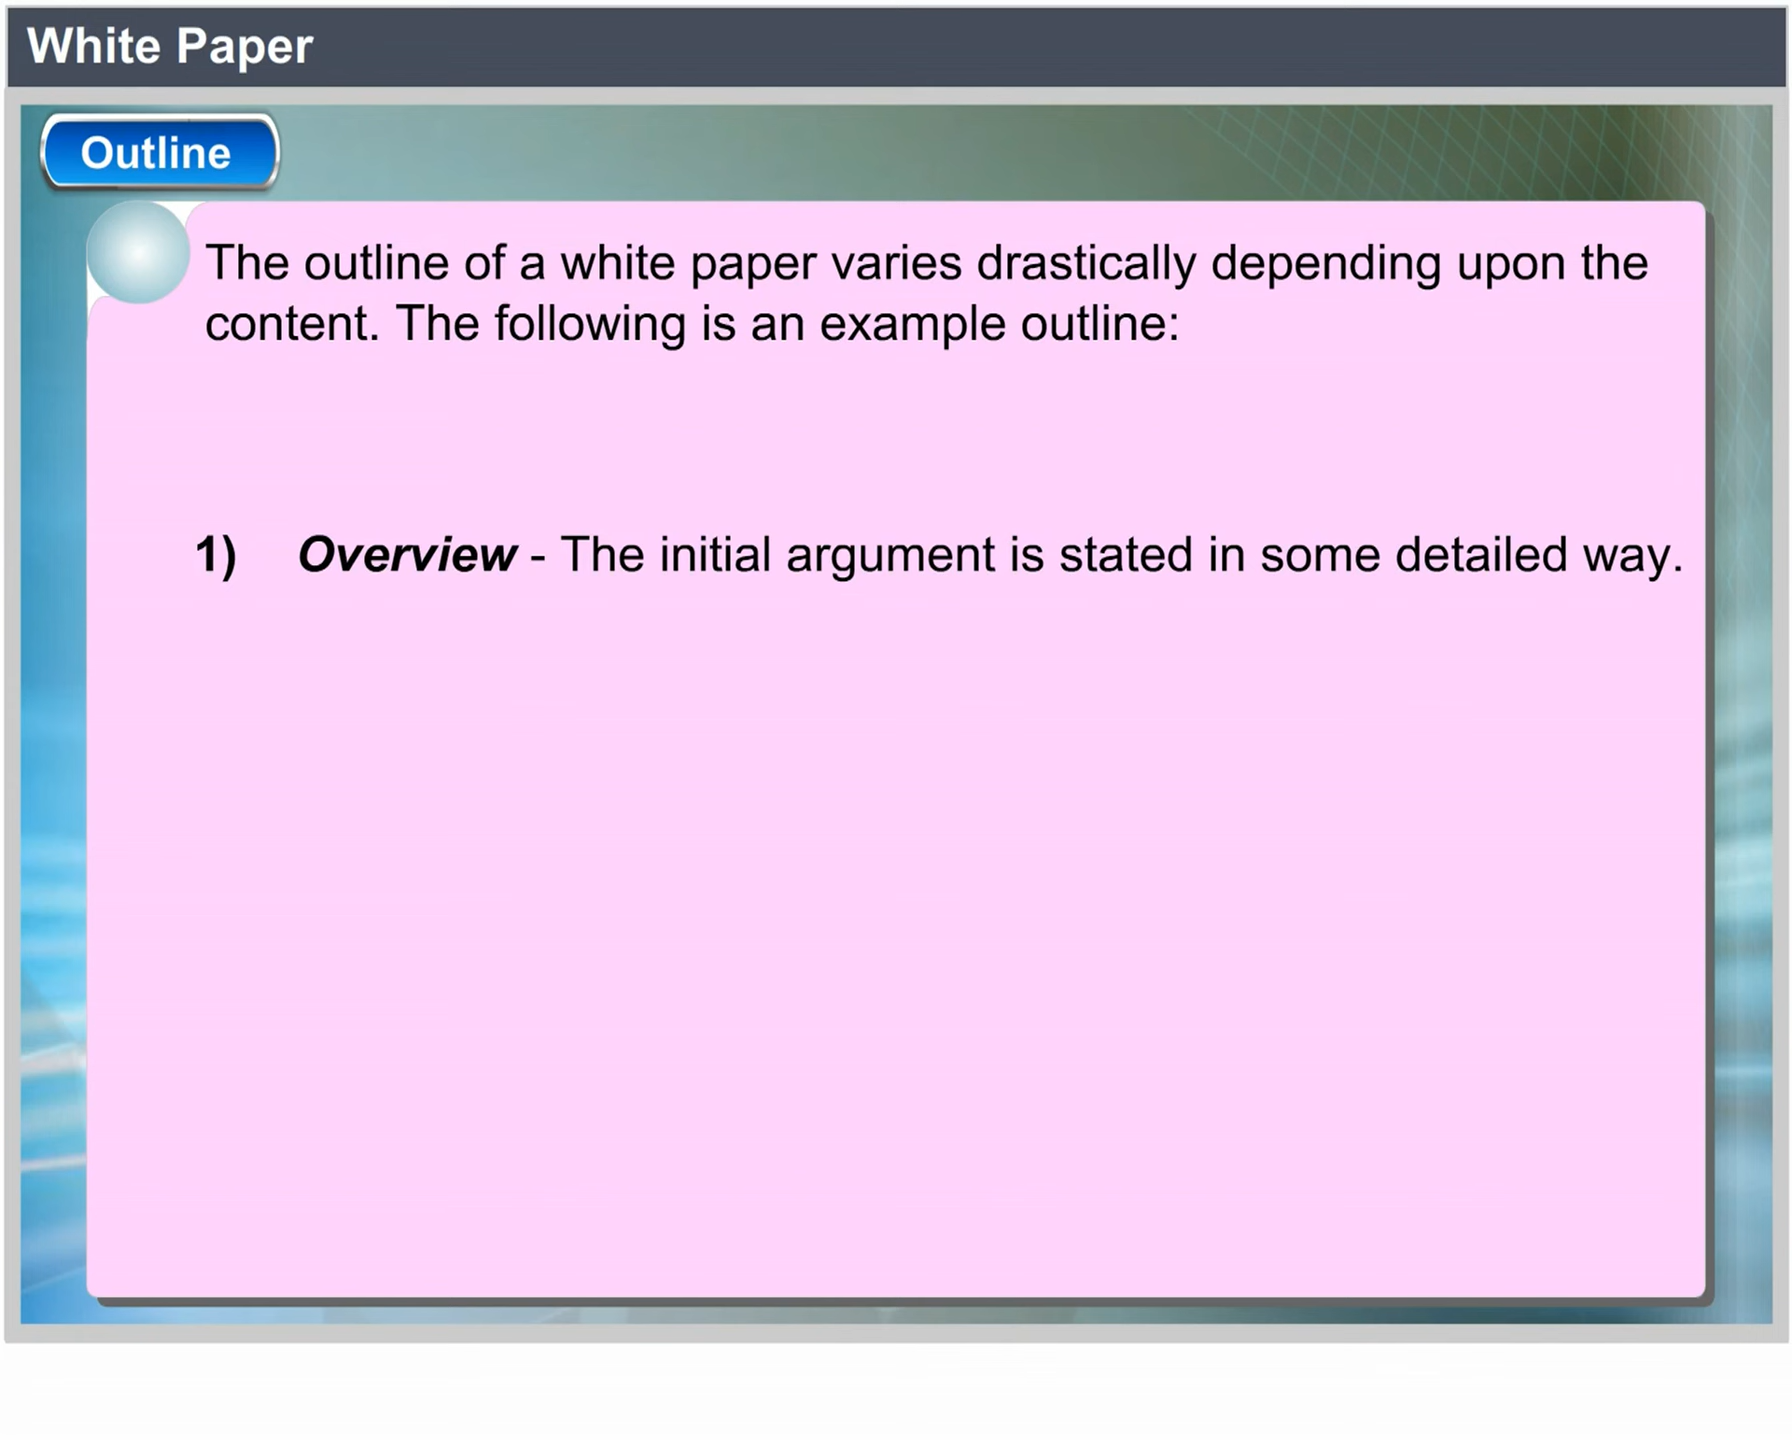 White Paper
Outline
The outline of a white paper varies drastically depending upon the
content. The following is an example outline:
1) Overview - The initial argument is stated in some detailed way.